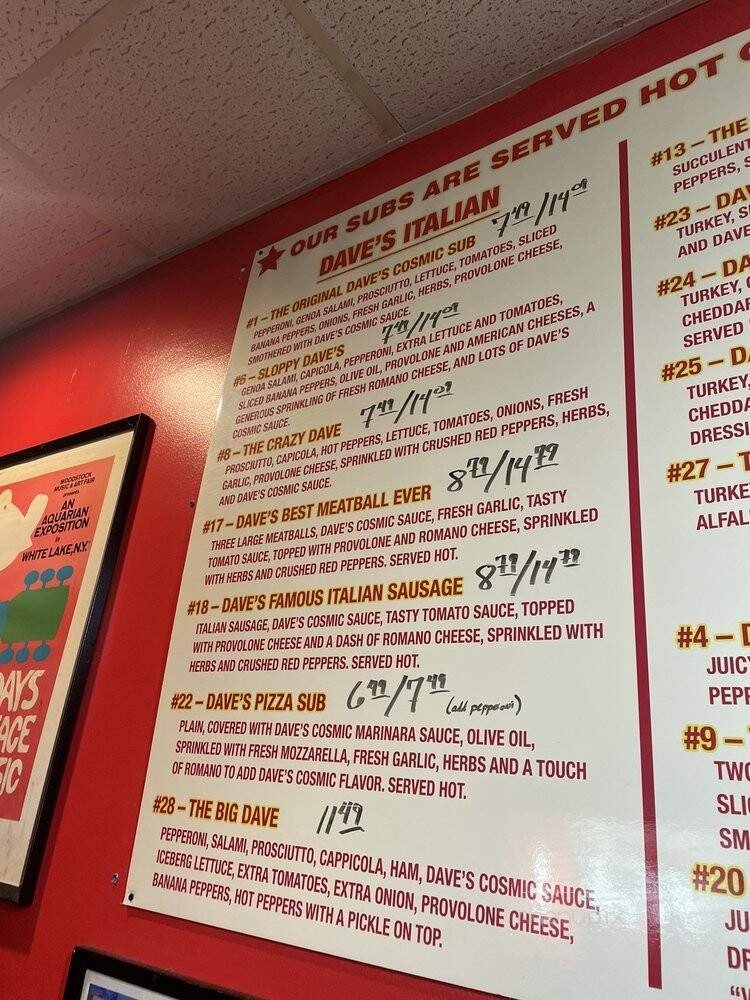 OUR SUBS ARE SERVED HOT
DAVE'S ITALIAN
#1 – THE ORIGINAL DAVE'S COSMIC SUB 7.49/14.09
PEPPERONI, GENOA SALAMI, PROSCIUTTO, LETTUCE, TOMATOES, SLICED
BANANA PEPPERS, ONIONS, FRESH GARLIC, HERBS, PROVOLONE CHEESE,
SMOTHERED WITH DAVE'S COSMIC SAUCE.
#6 – SLOPPY DAVE'S 7.49/14.09
GENOA SALAMI, CAPICOLA, PEPPERONI, EXTRA LETTUCE AND TOMATOES,
SLICED BANANA PEPPERS, OLIVE OIL, PROVOLONE AND AMERICAN CHEESES, A
GENEROUS SPRINKLING OF FRESH ROMANO CHEESE, AND LOTS OF DAVE'S
COSMIC SAUCE.
#8 – THE CRAZY DAVE 7.49/14.09
PROSCIUTTO, CAPICOLA, HOT PEPPERS, LETTUCE, TOMATOES, ONIONS, FRESH
GARLIC, PROVOLONE CHEESE, SPRINKLED WITH CRUSHED RED PEPPERS, HERBS,
AND DAVE'S COSMIC SAUCE.
#17 – DAVE'S BEST MEATBALL EVER 8.79/14.79
THREE LARGE MEATBALLS, DAVE'S COSMIC SAUCE, FRESH GARLIC, TASTY
TOMATO SAUCE, TOPPED WITH PROVOLONE AND ROMANO CHEESE, SPRINKLED
WITH HERBS AND CRUSHED RED PEPPERS. SERVED HOT.
#18 – DAVE'S FAMOUS ITALIAN SAUSAGE 8.79/14.79
ITALIAN SAUSAGE, DAVE'S COSMIC SAUCE, TASTY TOMATO SAUCE, TOPPED
WITH PROVOLONE CHEESE AND A DASH OF ROMANO CHEESE, SPRINKLED WITH
HERBS AND CRUSHED RED PEPPERS. SERVED HOT.
#22 – DAVE'S PIZZA SUB 6.99/7.49 (add pepperoni)
PLAIN, COVERED WITH DAVE'S COSMIC MARINARA SAUCE, OLIVE OIL,
SPRINKLED WITH FRESH MOZZARELLA, FRESH GARLIC, HERBS AND A TOUCH
OF ROMANO TO ADD DAVE'S COSMIC FLAVOR. SERVED HOT.
#28 – THE BIG DAVE 11.49
PEPPERONI, SALAMI, PROSCIUTTO, CAPPICOLA, HAM, DAVE'S COSMIC SAUCE,
ICEBERG LETTUCE, EXTRA TOMATOES, EXTRA ONION, PROVOLONE CHEESE,
BANANA PEPPERS, HOT PEPPERS WITH A PICKLE ON TOP.
#13 – THE
SUCCULENT
PEPPERS, S
#23 – DAV
TURKEY, S
AND DAVE
#24 – DA
TURKEY, C
CHEDDA
SERVED
#25 – DA
TURKEY,
CHEDDA
DRESSI
#27 – T
TURKE
ALFAL
#4 – D
JUICY
PEPP
#9 –
TWO
SLIC
SM
#20
JU
DR
"V
WOODSTOCK
MUSIC & ART FAIR
presents
AN
AQUARIAN
EXPOSITION
in
WHITE LAKE, N.Y.
DAYS
ACE
SIC